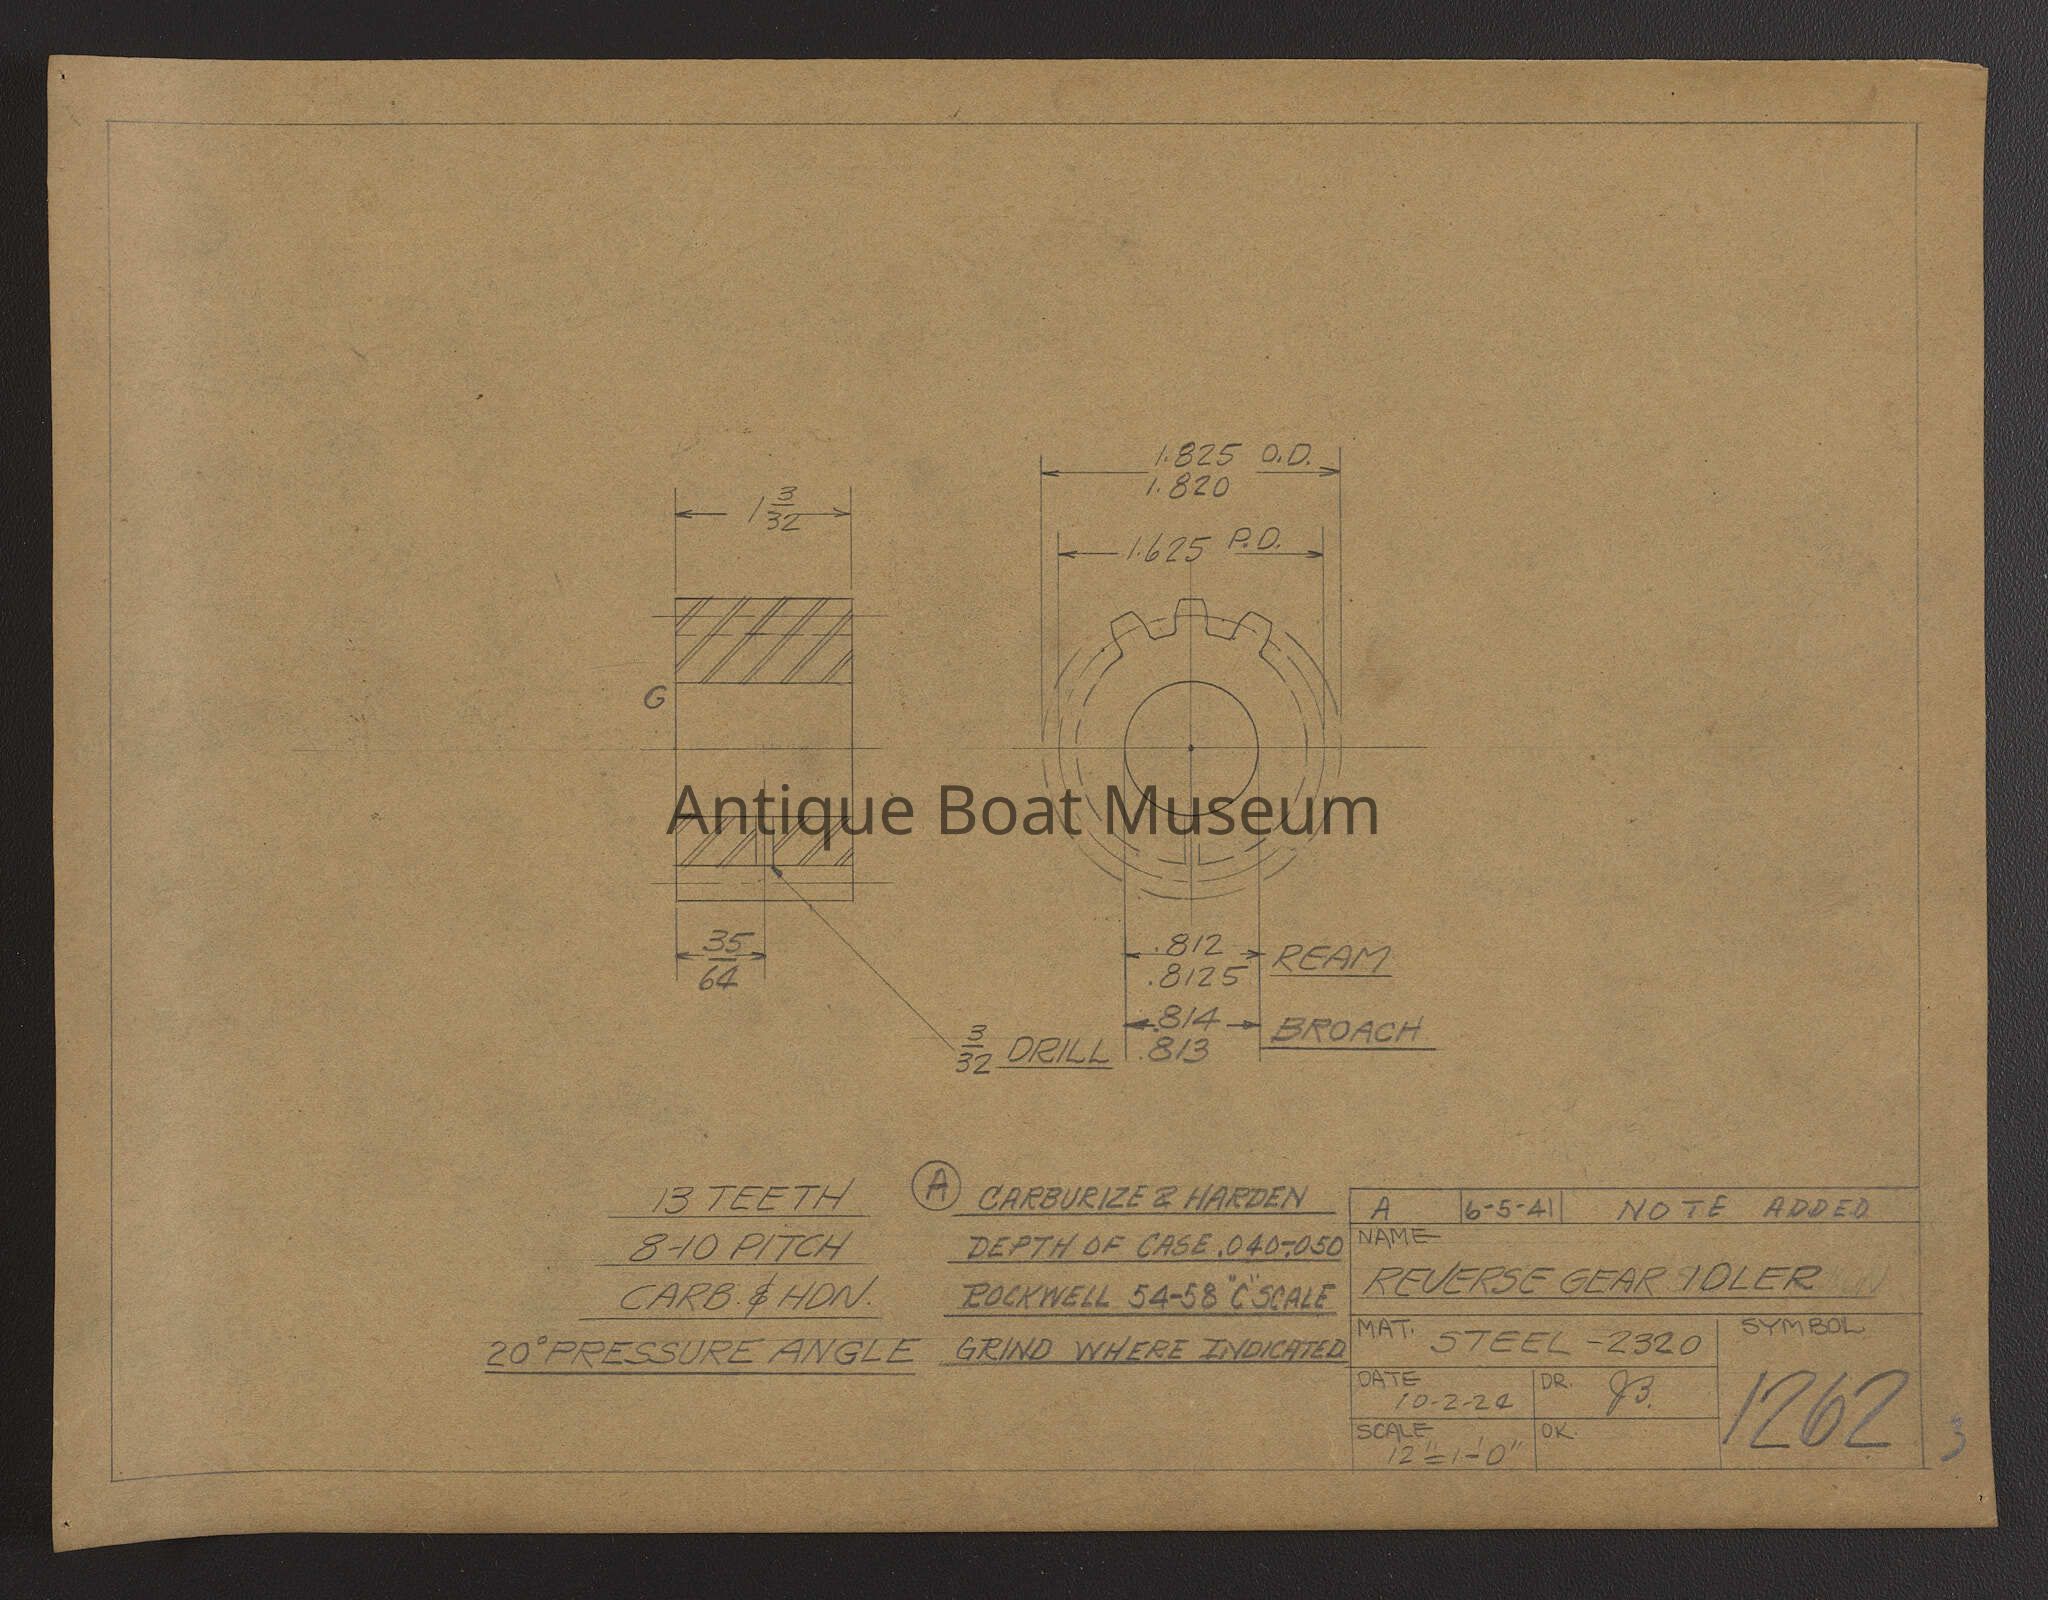 1.825 O.D.
1.820
1 3/32
1.625 P.D.
G
Antique Boat Museum
35/64
.812
.8125 REAM
.814
.813 BROACH
3/32 DRILL
13 TEETH
8-10 PITCH
CARB. & HDN.
20° PRESSURE ANGLE
A CARBURIZE & HARDEN
DEPTH OF CASE .040-.050
ROCKWELL 54-58 "C" SCALE
GRIND WHERE INDICATED
A 6-5-41 NOTE ADDED
NAME
REVERSE GEAR IDLER
MAT. STEEL-2320
SYMBOL
1262
DATE
10-2-24
DR. JB.
SCALE
12"=1'-0"
OK.
3